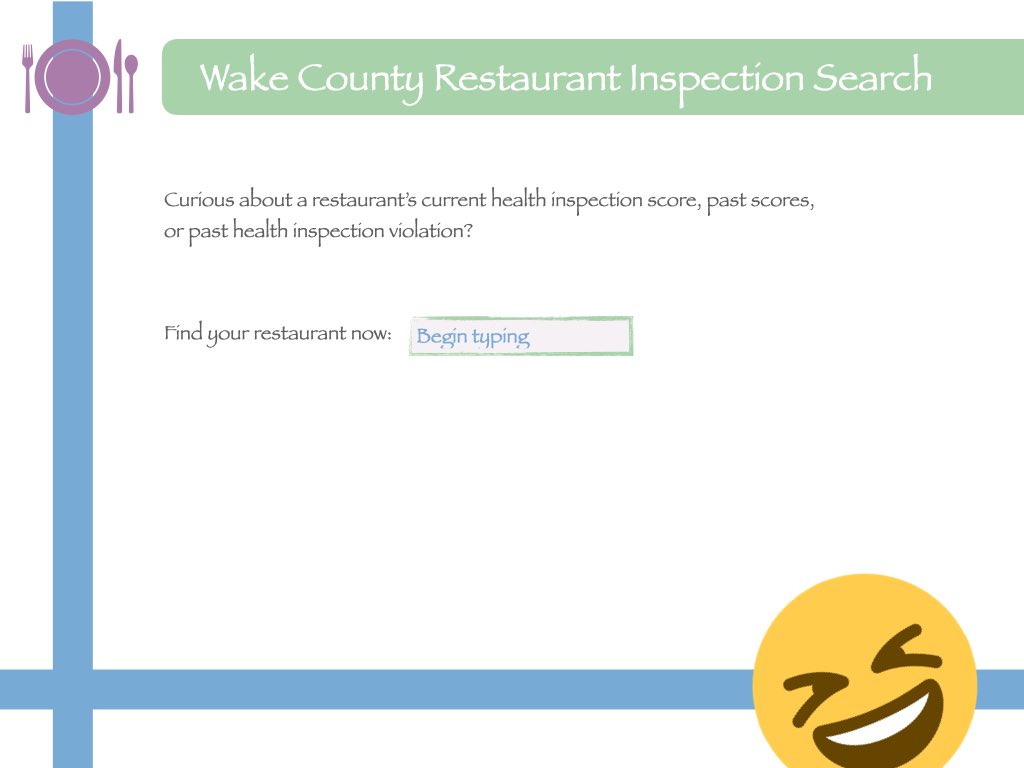 Wake County Restaurant Inspection Search
Curious about a restaurant’s current health inspection score, past scores,
or past health inspection violation?
Find your restaurant now:
Begin typing